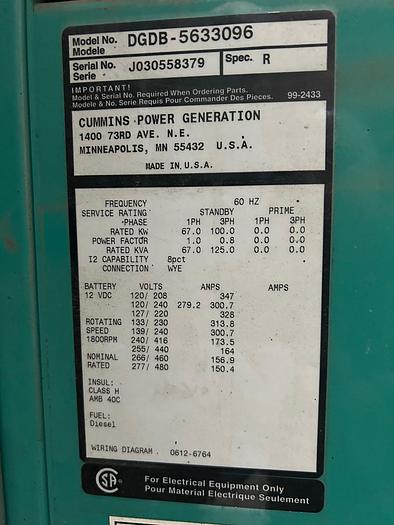 Model No. DGDB-5633096
Modele
Serial No. J030558379 Spec. R
Serie
IMPORTANT!
Model & Serial No. Required When Ordering Parts.
Modele & No. Serie Requis Pour Commander Des Pieces. 99-2433
CUMMINS POWER GENERATION
1400 73RD AVE. N.E.
MINNEAPOLIS, MN 55432 U.S.A.
MADE IN U.S.A.
FREQUENCY 60 HZ
SERVICE RATING STANDBY PRIME
PHASE 1PH 3PH 1PH 3PH
RATED KW 67.0 100.0 0.0 0.0
POWER FACTOR 1.0 0.8 0.0 0.0
RATED KVA 67.0 125.0 0.0 0.0
I2 CAPABILITY 8pct
CONNECTION WYE
BATTERY VOLTS AMPS AMPS
12 VDC 120/ 208 347
120/ 240 279.2 300.7
127/ 220 328
ROTATING 133/ 230 313.8
SPEED 139/ 240 300.7
1800RPM 240/ 416 173.5
255/ 440 164
NOMINAL 266/ 460 156.9
RATED 277/ 480 150.4
INSUL:
CLASS H
AMB 40C
FUEL:
Diesel
WIRING DIAGRAM 0612-6764
CSA
For Electrical Equipment Only
Pour Material Electrique Seulement